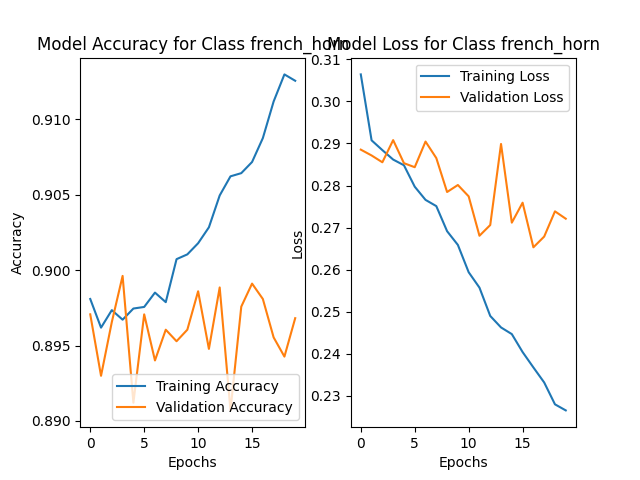 Model Accuracy for Class french_horn
Model Loss for Class french_horn
Accuracy
0.910
0.905
0.900
0.895
0.890
Training Accuracy
Validation Accuracy
0
5
10
15
Epochs
Loss
0.31
0.30
0.29
0.28
0.27
0.26
0.25
0.24
0.23
Training Loss
Validation Loss
0
5
10
15
Epochs